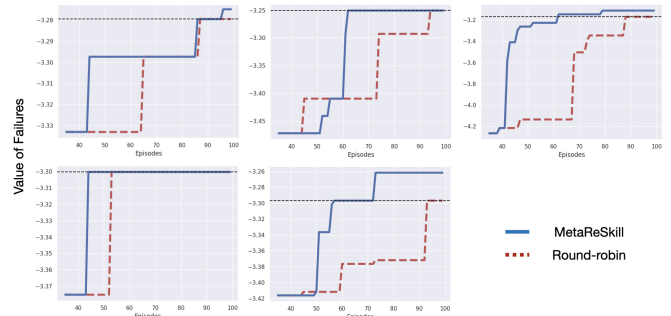 Value of Failures
−3.28
−3.29
−3.30
−3.31
−3.32
−3.33
40 50 60 70 80 90 100
Episodes
−3.25
−3.30
−3.35
−3.40
−3.45
40 50 60 70 80 90 100
Episodes
−3.2
−3.4
−3.6
−3.8
−4.0
−4.2
40 50 60 70 80 90 100
Episodes
−3.30
−3.31
−3.32
−3.33
−3.34
−3.35
−3.36
−3.37
40 50 60 70 80 90 100
Episodes
−3.26
−3.28
−3.30
−3.32
−3.34
−3.36
−3.38
−3.40
−3.42
40 50 60 70 80 90 100
Episodes
MetaReSkill
Round-robin